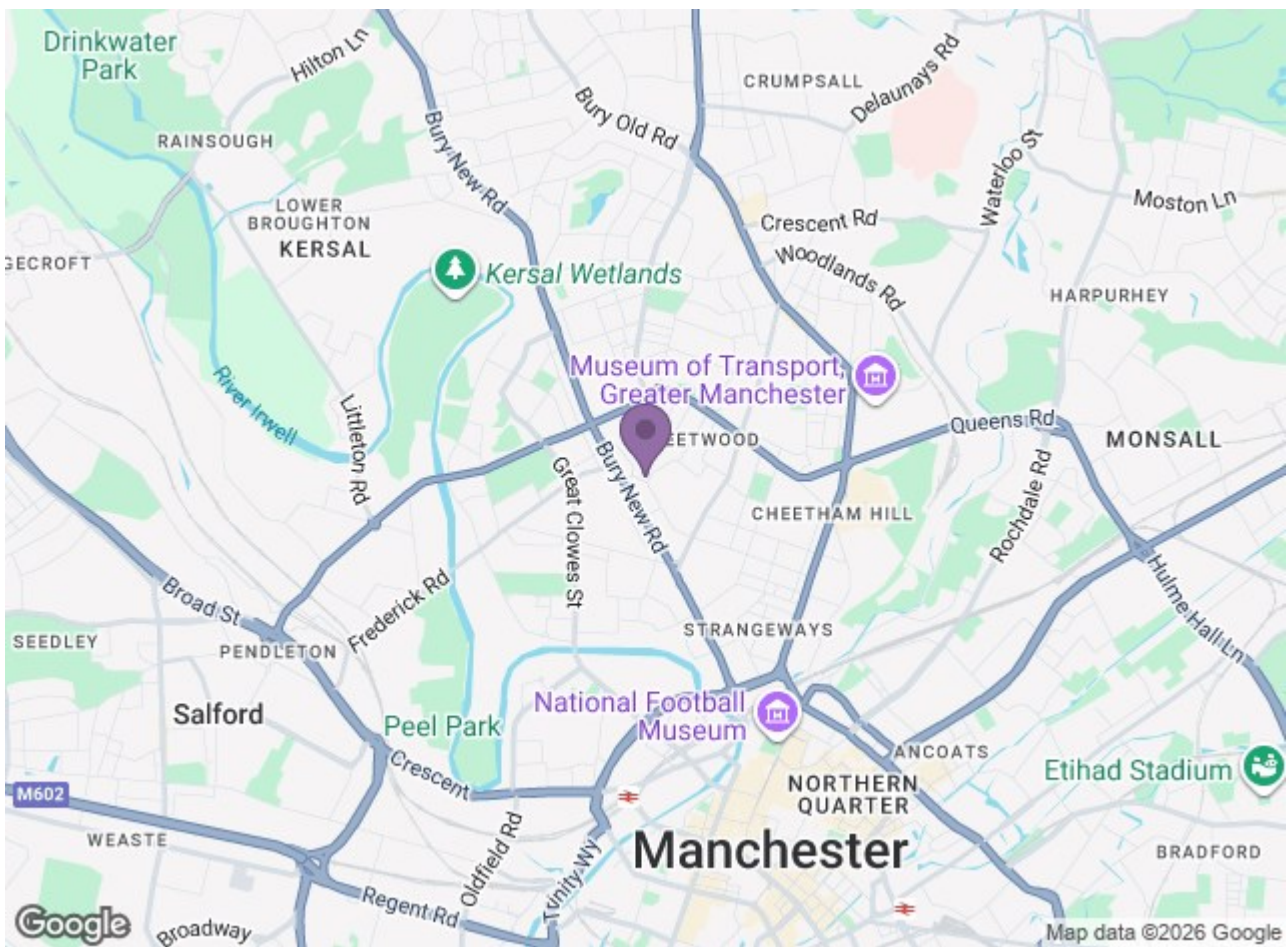 Drinkwater
Park
Hilton Ln
CRUMPSALL
Delaunays Rd
Bury Old Rd
RAINSOUGH
Bury New Rd
Waterloo St
Moston Ln
LOWER
BROUGHTON
KERSAL
Crescent Rd
GECROFT
Kersal Wetlands
Woodlands Rd
HARPURHEY
Museum of Transport,
Greater Manchester
River Irwell
Littleton Rd
Queens Rd
EETWOOD
MONSALL
Great Clowes St
Bury New Rd
CHEETHAM HILL
Rochdale Rd
Broad St
Frederick Rd
Hulme Hall Ln
SEEDLEY
PENDLETON
STRANGEWAYS
Salford
Peel Park
National Football
Museum
Crescent
ANCOATS
Etihad Stadium
M602
NORTHERN
QUARTER
WEASTE
Oldfield Rd
Trinity Wy
Manchester
BRADFORD
Regent Rd
Google
Broadway
Map data ©2026 Google